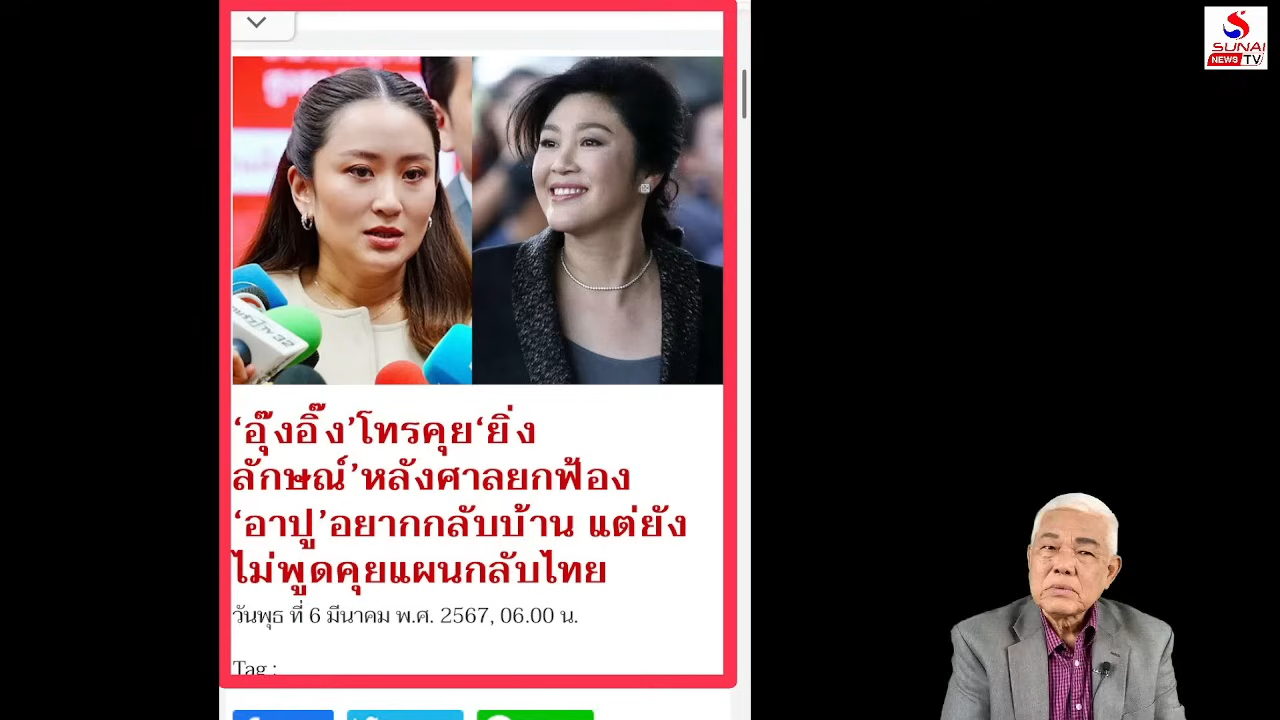 SUNAI
NEWS TV
‘อุ๊งอิ๊ง’โทรคุย‘ยิ่ง
ลักษณ์’หลังศาลยกฟ้อง
‘อาปู’อยากกลับบ้าน แต่ยัง
ไม่พูดคุยแผนกลับไทย
วันพุธ ที่ 6 มีนาคม พ.ศ. 2567, 06.00 น.
Tag :